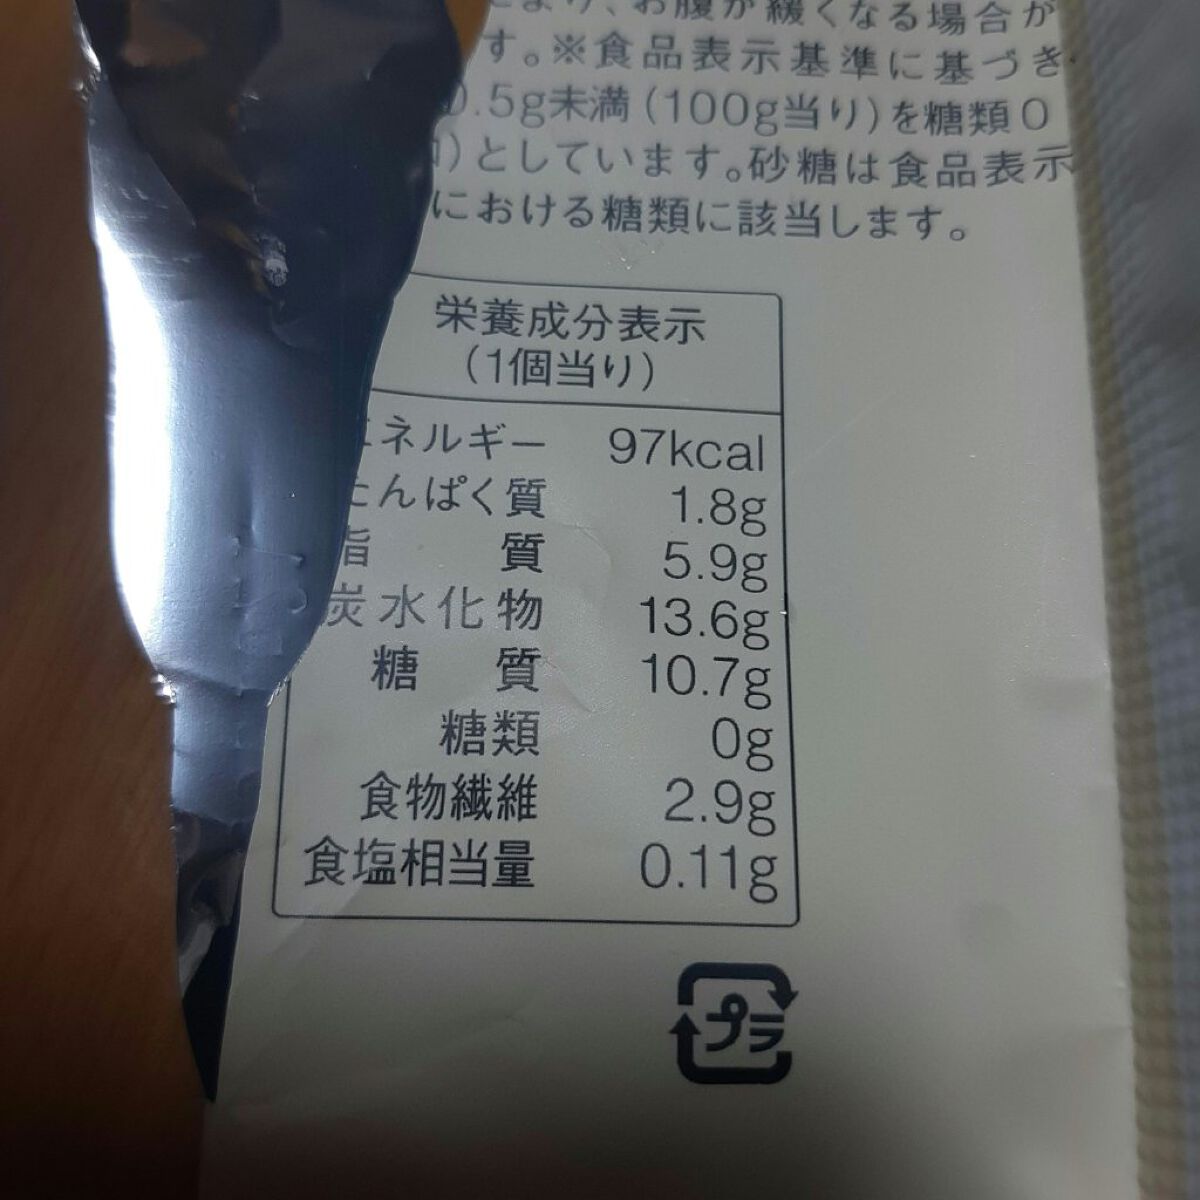 より、お腹が緩くなる場合が
す。※食品表示基準に基づき
0.5g未満(100g当り)を糖類0
)としています。砂糖は食品表示
における糖類に該当します。
栄養成分表示
(1個当り)
エネルギー 97kcal
たんぱく質 1.8g
脂質 5.9g
炭水化物 13.6g
糖質 10.7g
糖類 0g
食物繊維 2.9g
食塩相当量 0.11g
プラ